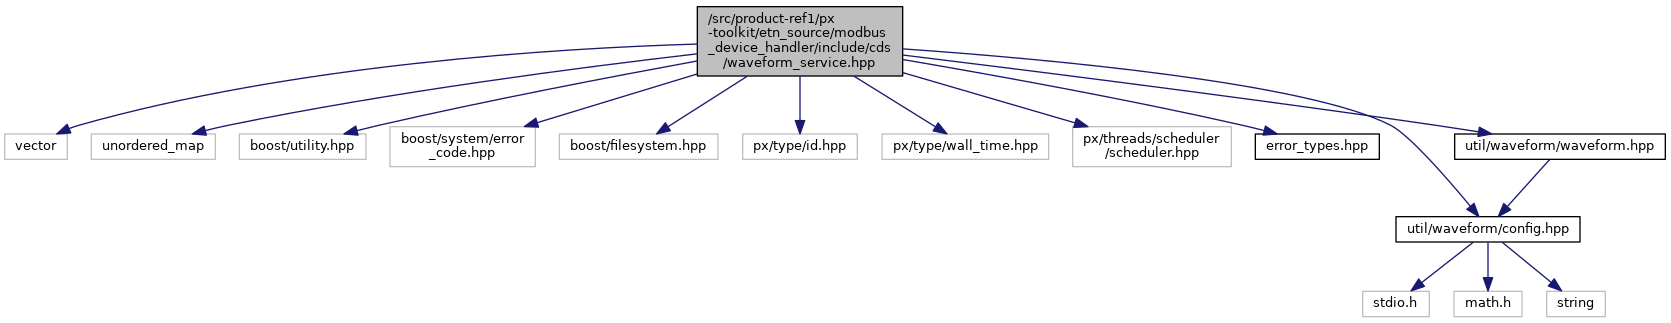 /src/product-ref1/px
-toolkit/etn_source/modbus
_device_handler/include/cds
/waveform_service.hpp
vector
unordered_map
boost/utility.hpp
boost/system/error
_code.hpp
boost/filesystem.hpp
px/type/id.hpp
px/type/wall_time.hpp
px/threads/scheduler
/scheduler.hpp
error_types.hpp
util/waveform/waveform.hpp
util/waveform/config.hpp
stdio.h
math.h
string